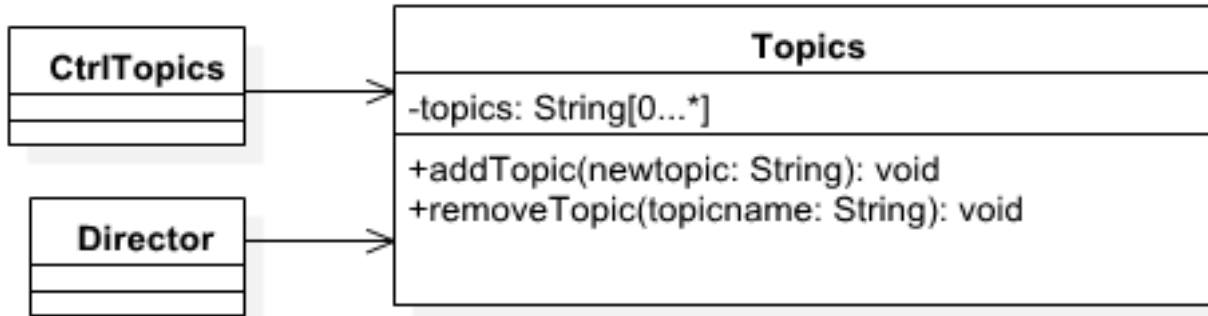 CtrlTopics
Topics
-topics: String[0...*]
+addTopic(newtopic: String): void
+removeTopic(topicname: String): void
Director